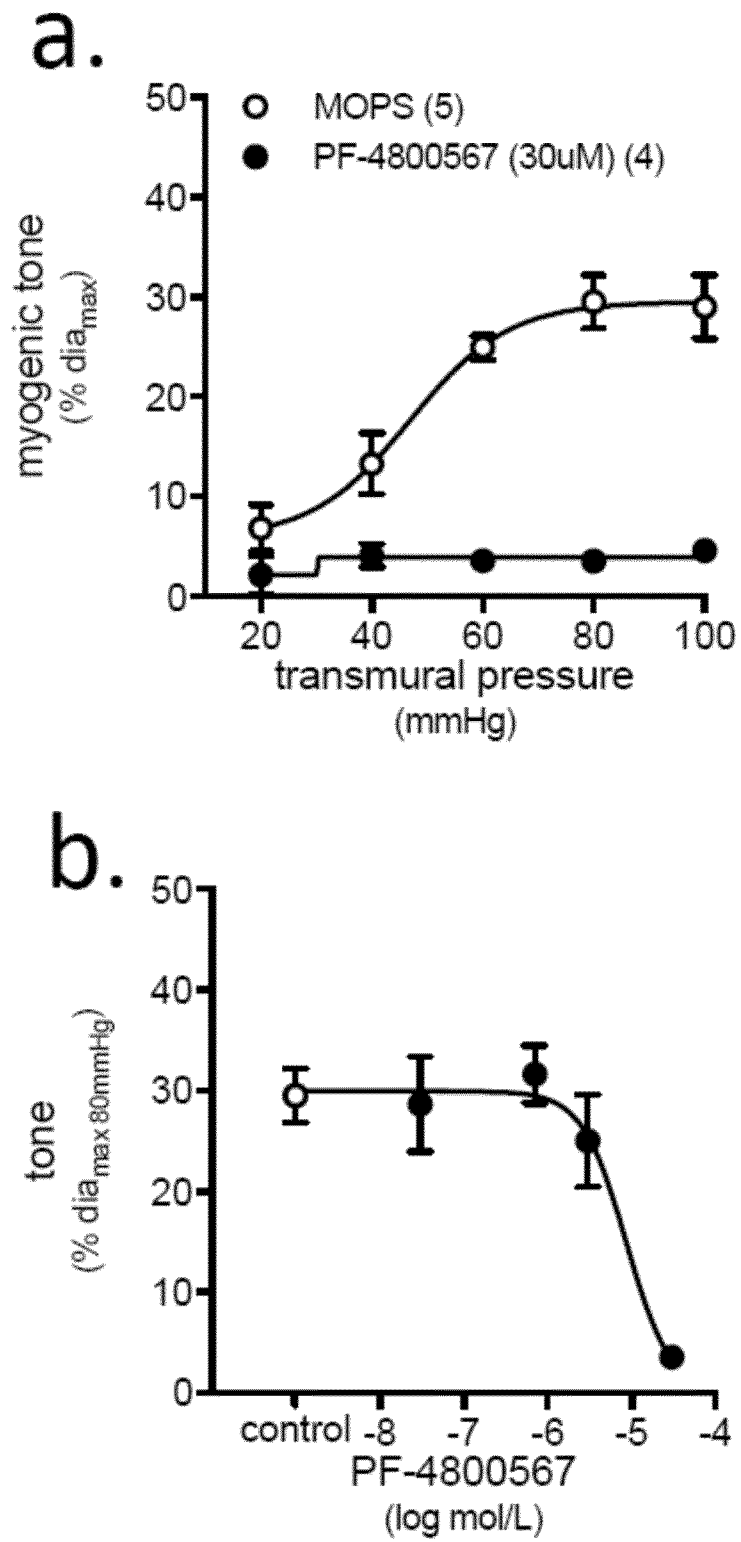 a.
MOPS (5)
PF-4800567 (30uM) (4)
myogenic tone
(% diamax)
50
40
30
20
10
0
20 40 60 80 100
transmural pressure
(mmHg)
b.
tone
(% diamax 80mmHg)
50
40
30
20
10
0
control -8 -7 -6 -5 -4
PF-4800567
(log mol/L)